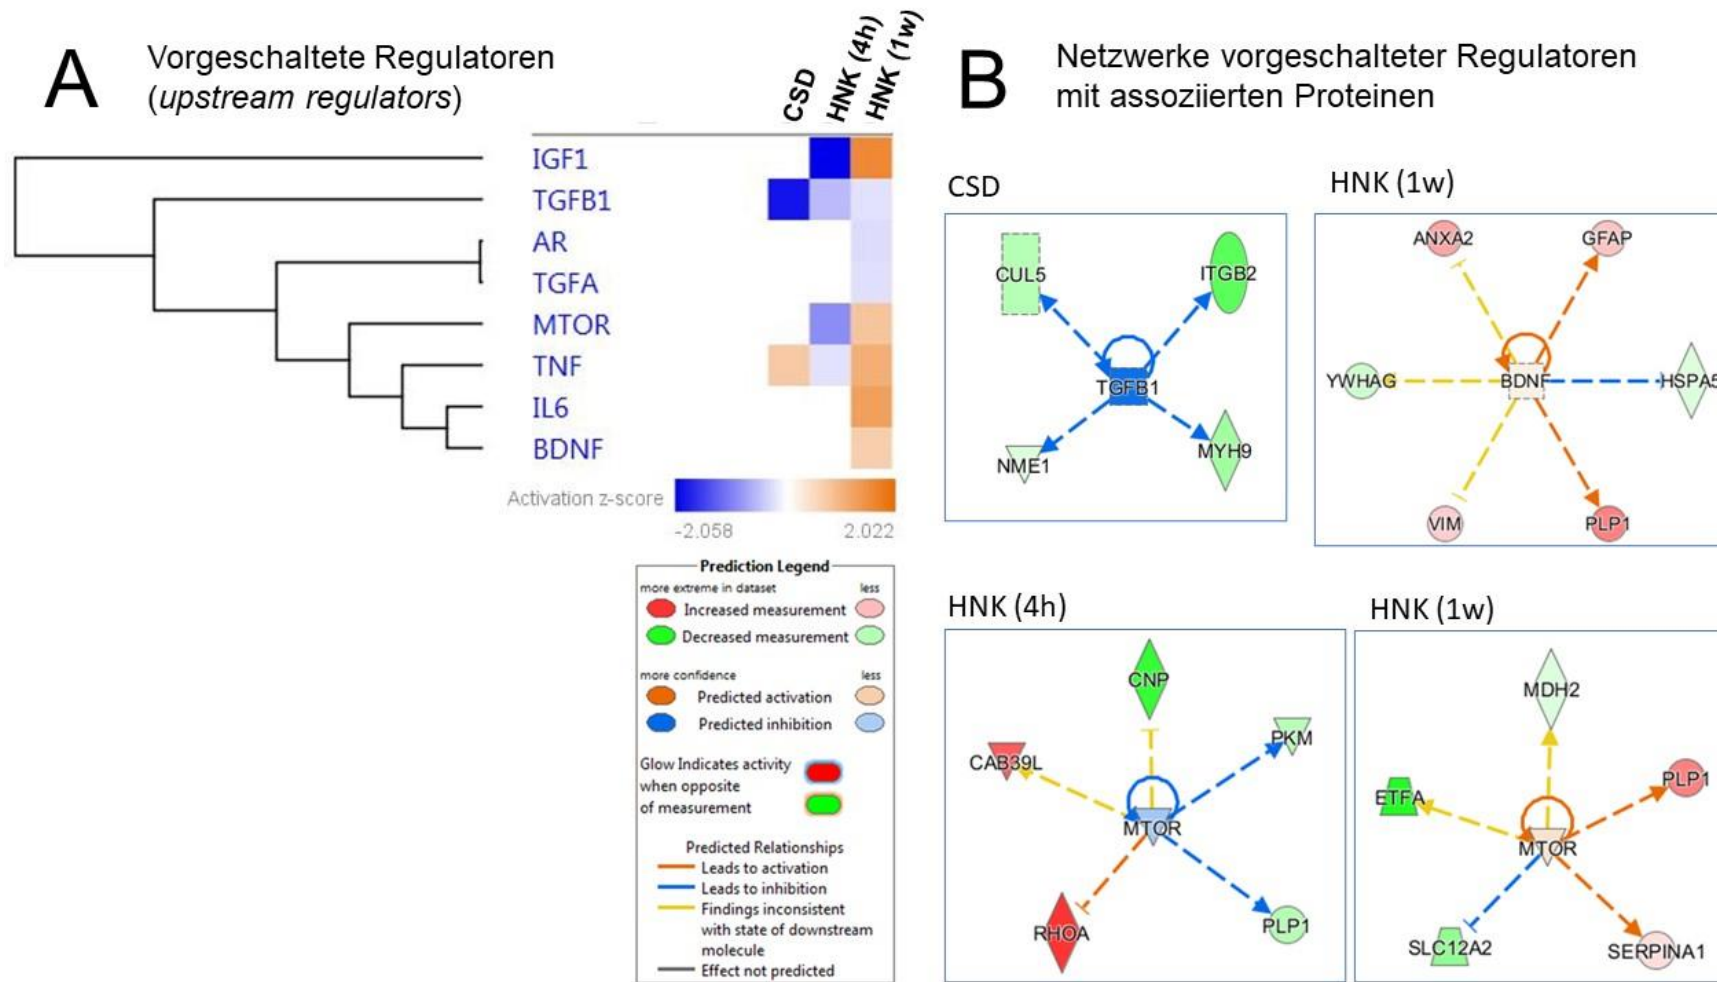 A
Vorgeschaltete Regulatoren
(upstream regulators)
CSD
HNK (4h)
HNK (1w)
IGF1
TGFB1
AR
TGFA
MTOR
TNF
IL6
BDNF
Activation z-score
-2.058
2.022
Prediction Legend
more extreme in dataset
less
Increased measurement
Decreased measurement
more confidence
less
Predicted activation
Predicted inhibition
Glow Indicates activity
when opposite
of measurement
Predicted Relationships
Leads to activation
Leads to inhibition
Findings inconsistent
with state of downstream
molecule
Effect not predicted
B
Netzwerke vorgeschalteter Regulatoren
mit assoziierten Proteinen
CSD
CUL5
ITGB2
TGFB1
NME1
MYH9
HNK (1w)
ANXA2
GFAP
YWHAG
BDNF
HSPA5
VIM
PLP1
HNK (4h)
CNP
PKM
CAB39L
MTOR
RHOA
PLP1
HNK (1w)
MDH2
PLP1
ETFA
MTOR
SLC12A2
SERPINA1